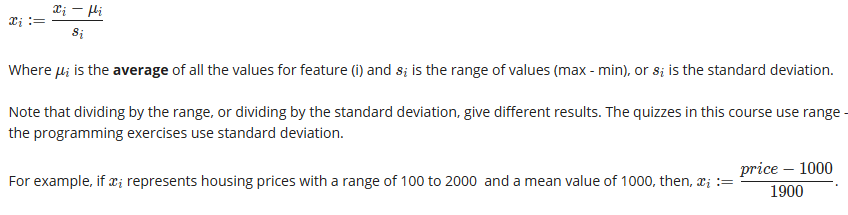 x_i := \frac{x_i − μ_i}{s_i}
Where μ_i is the average of all the values for feature (i) and s_i is the range of values (max - min), or s_i is the standard deviation.
Note that dividing by the range, or dividing by the standard deviation, give different results. The quizzes in this course use range -
the programming exercises use standard deviation.
For example, if x_i represents housing prices with a range of 100 to 2000 and a mean value of 1000, then, x_i := \frac{price − 1000}{1900}.